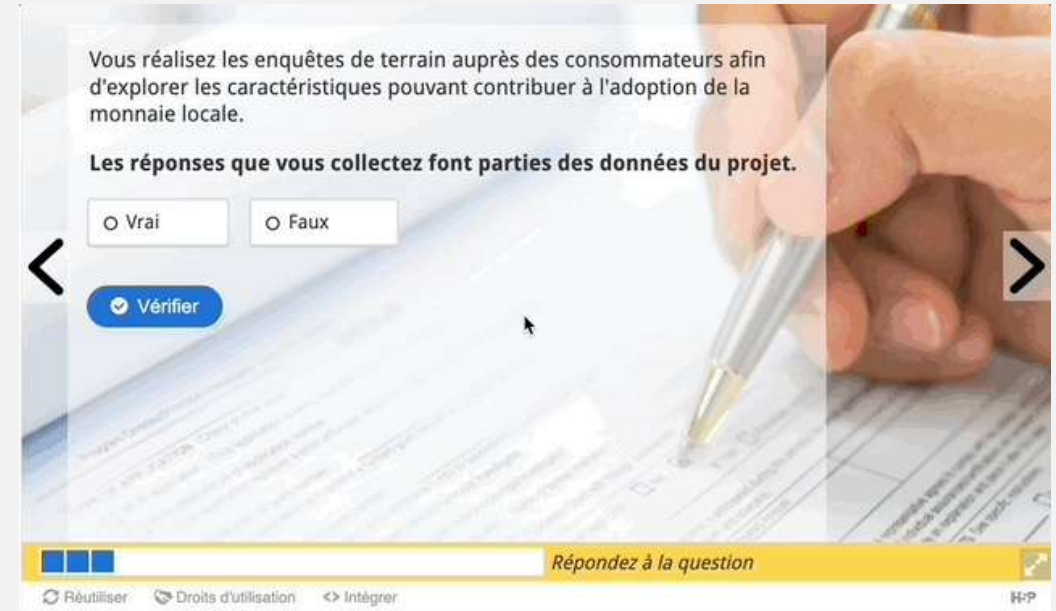 Vous réalisez les enquêtes de terrain auprès des consommateurs afin
d'explorer les caractéristiques pouvant contribuer à l'adoption de la
monnaie locale.
Les réponses que vous collectez font parties des données du projet.
Vrai
Faux
Vérifier
Répondez à la question
Réutiliser
Droits d'utilisation
<> Intégrer
H5P